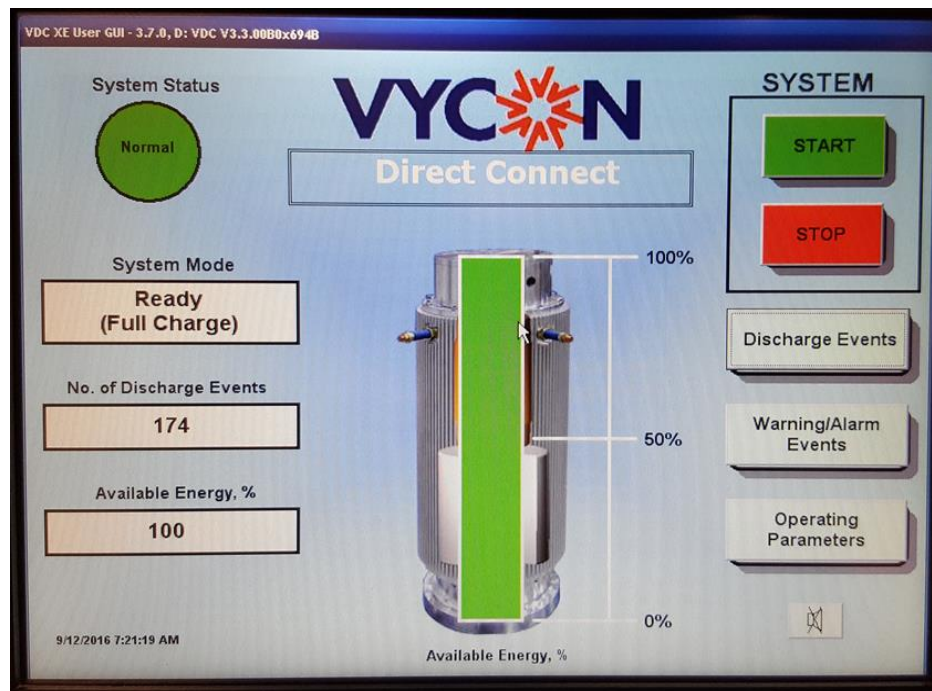 VDC XE User GUI - 3.7.0, D: VDC V3.3.00B0x694B
System Status
Normal
VYCON
Direct Connect
SYSTEM
START
STOP
System Mode
Ready
(Full Charge)
No. of Discharge Events
174
Available Energy, %
100
100%
50%
0%
Available Energy, %
Discharge Events
Warning/Alarm
Events
Operating
Parameters
9/12/2016 7:21:19 AM